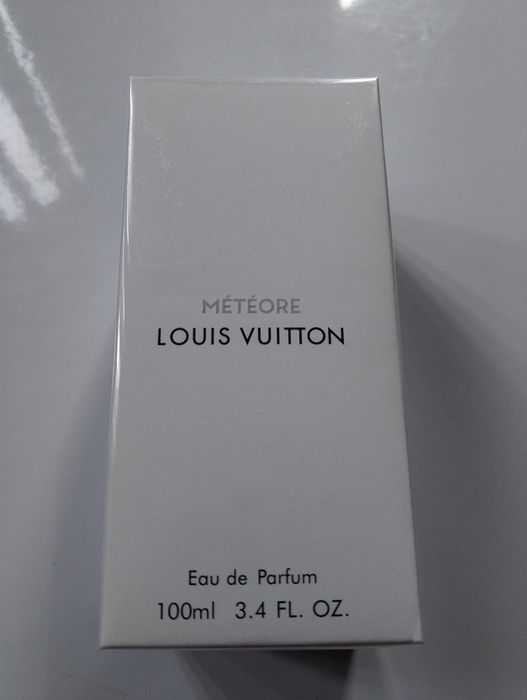 MÉTÉORE
LOUIS VUITTON
Eau de Parfum
100ml 3.4 FL. OZ.